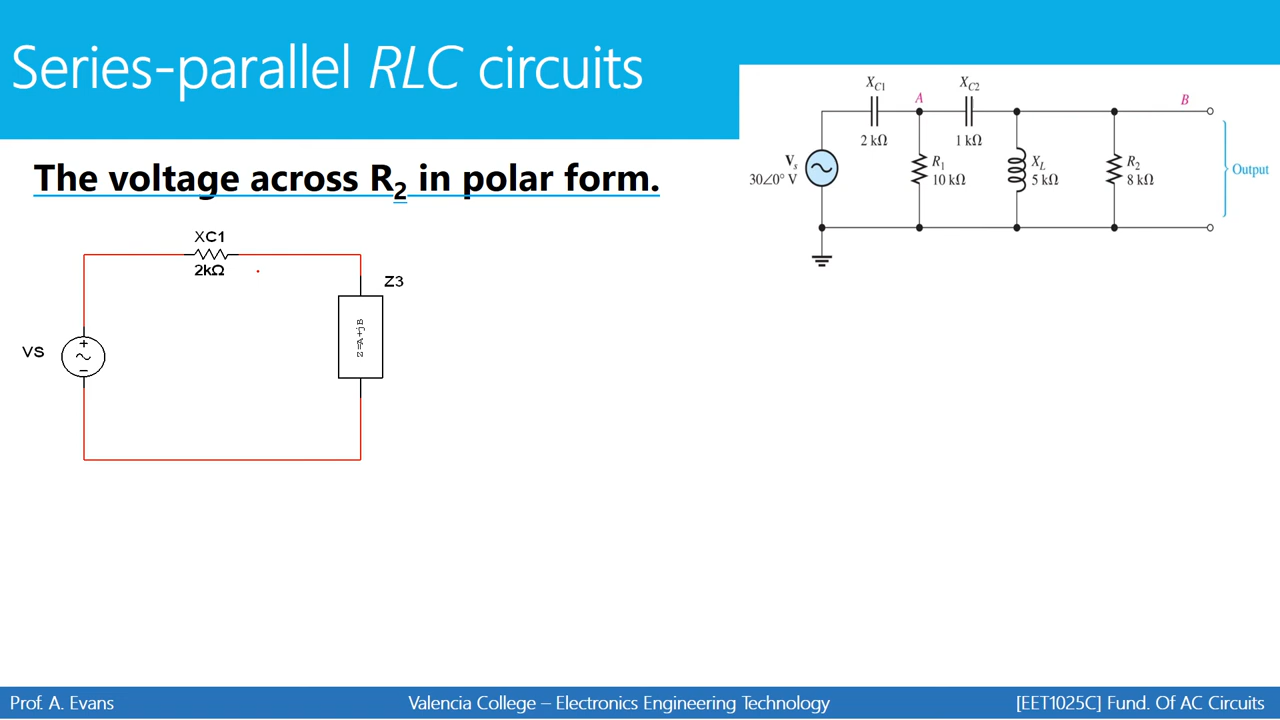 Series-parallel RLC circuits
The voltage across R2 in polar form.
XC1
2kΩ
Z3
Z=A+jB
VS
XC1
A
XC2
B
2 kΩ
1 kΩ
Vs
30∠0° V
R1
10 kΩ
XL
5 kΩ
R2
8 kΩ
Output
Prof. A. Evans
Valencia College – Electronics Engineering Technology
[EET1025C] Fund. Of AC Circuits